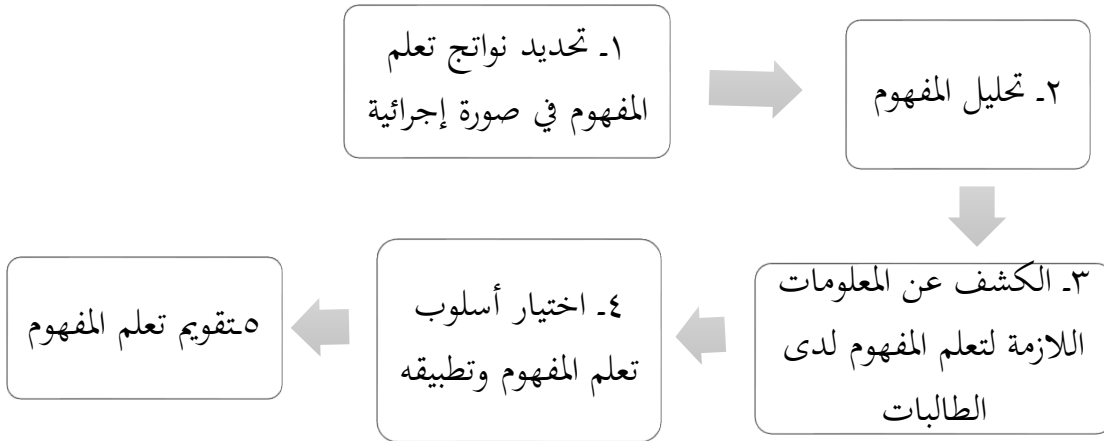 ١ـ تحديد نواتج تعلم
المفهوم في صورة إجرائية
٢ـ تحليل المفهوم
٣ـ الكشف عن المعلومات
اللازمة لتعلم المفهوم لدى
الطالبات
٤ـ اختيار أسلوب
تعلم المفهوم وتطبيقه
٥ـتقويم تعلم المفهوم